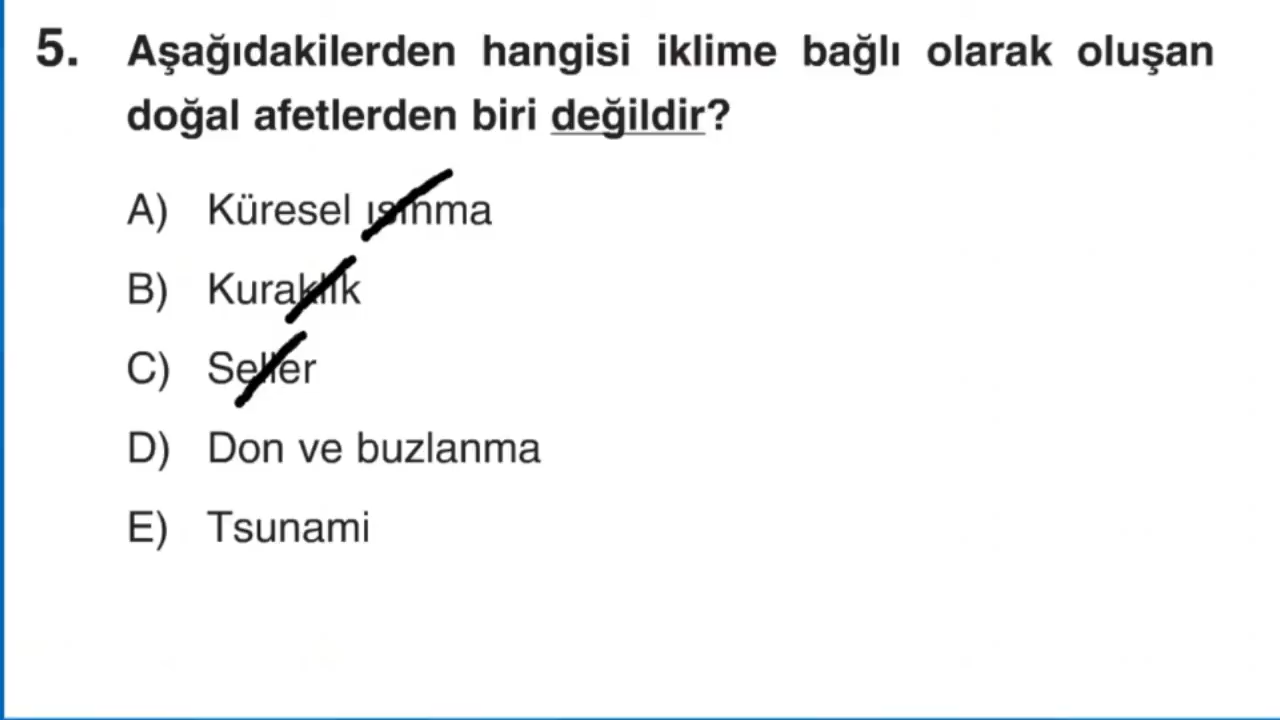 5. Aşağıdakilerden hangisi iklime bağlı olarak oluşan
doğal afetlerden biri değildir?
A) Küresel ısınma
B) Kuraklık
C) Seller
D) Don ve buzlanma
E) Tsunami